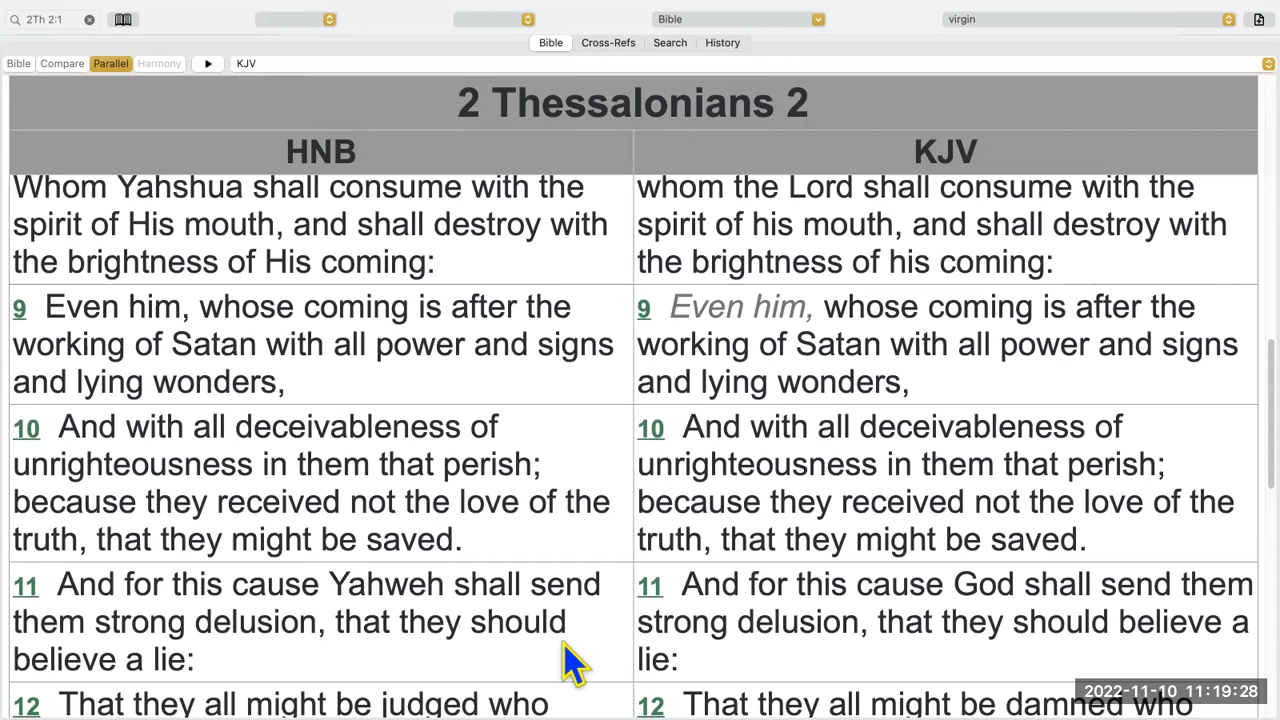 2Th 2:1
Bible
virgin
Bible Cross-Refs Search History
Bible Compare Parallel Harmony KJV
2 Thessalonians 2
HNB
Whom Yahshua shall consume with the
spirit of His mouth, and shall destroy with
the brightness of His coming:
9 Even him, whose coming is after the
working of Satan with all power and signs
and lying wonders,
10 And with all deceivableness of
unrighteousness in them that perish;
because they received not the love of the
truth, that they might be saved.
11 And for this cause Yahweh shall send
them strong delusion, that they should
believe a lie:
12 That they all might be judged who
KJV
whom the Lord shall consume with the
spirit of his mouth, and shall destroy with
the brightness of his coming:
9 Even him, whose coming is after the
working of Satan with all power and signs
and lying wonders,
10 And with all deceivableness of
unrighteousness in them that perish;
because they received not the love of the
truth, that they might be saved.
11 And for this cause God shall send them
strong delusion, that they should believe a
lie:
12 That they all might be damned who
2022-11-10 11:19:28